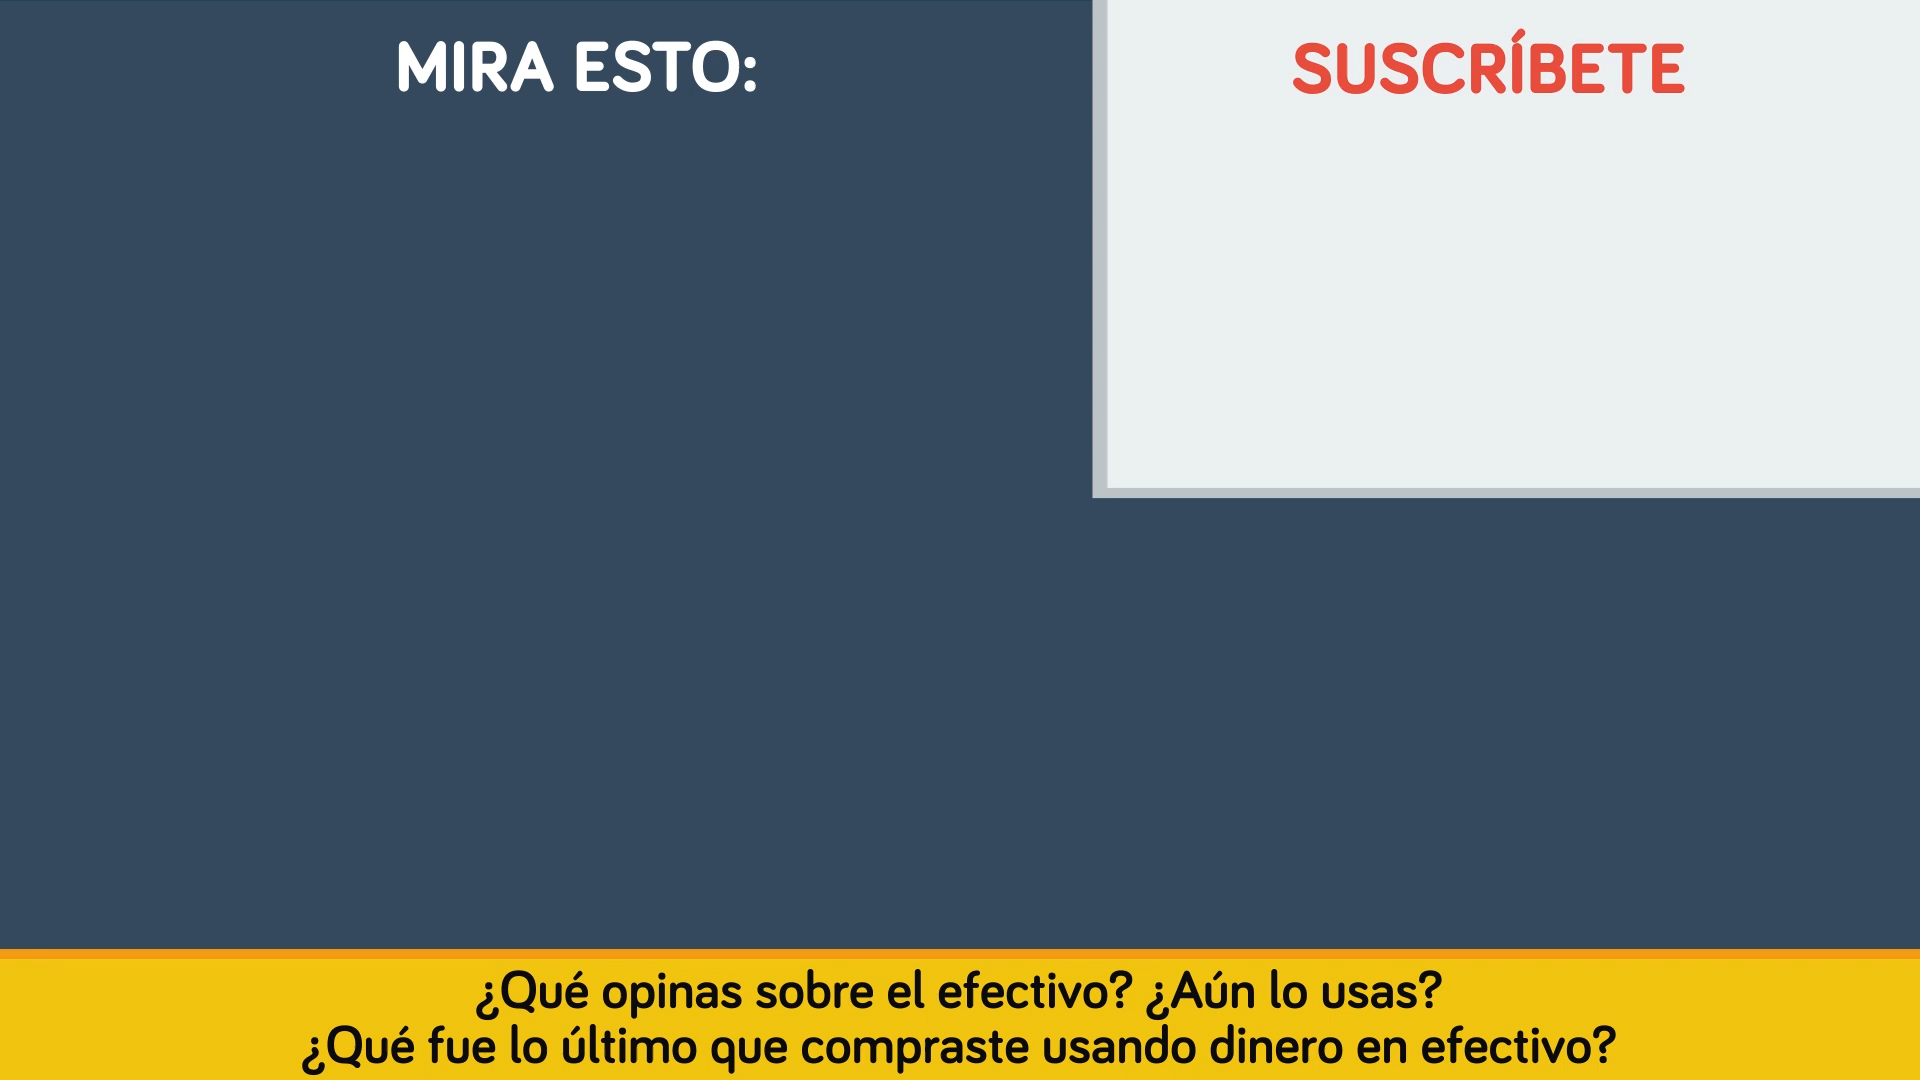 MIRA ESTO:
SUSCRÍBETE
¿Qué opinas sobre el efectivo? ¿Aún lo usas?
¿Qué fue lo último que compraste usando dinero en efectivo?